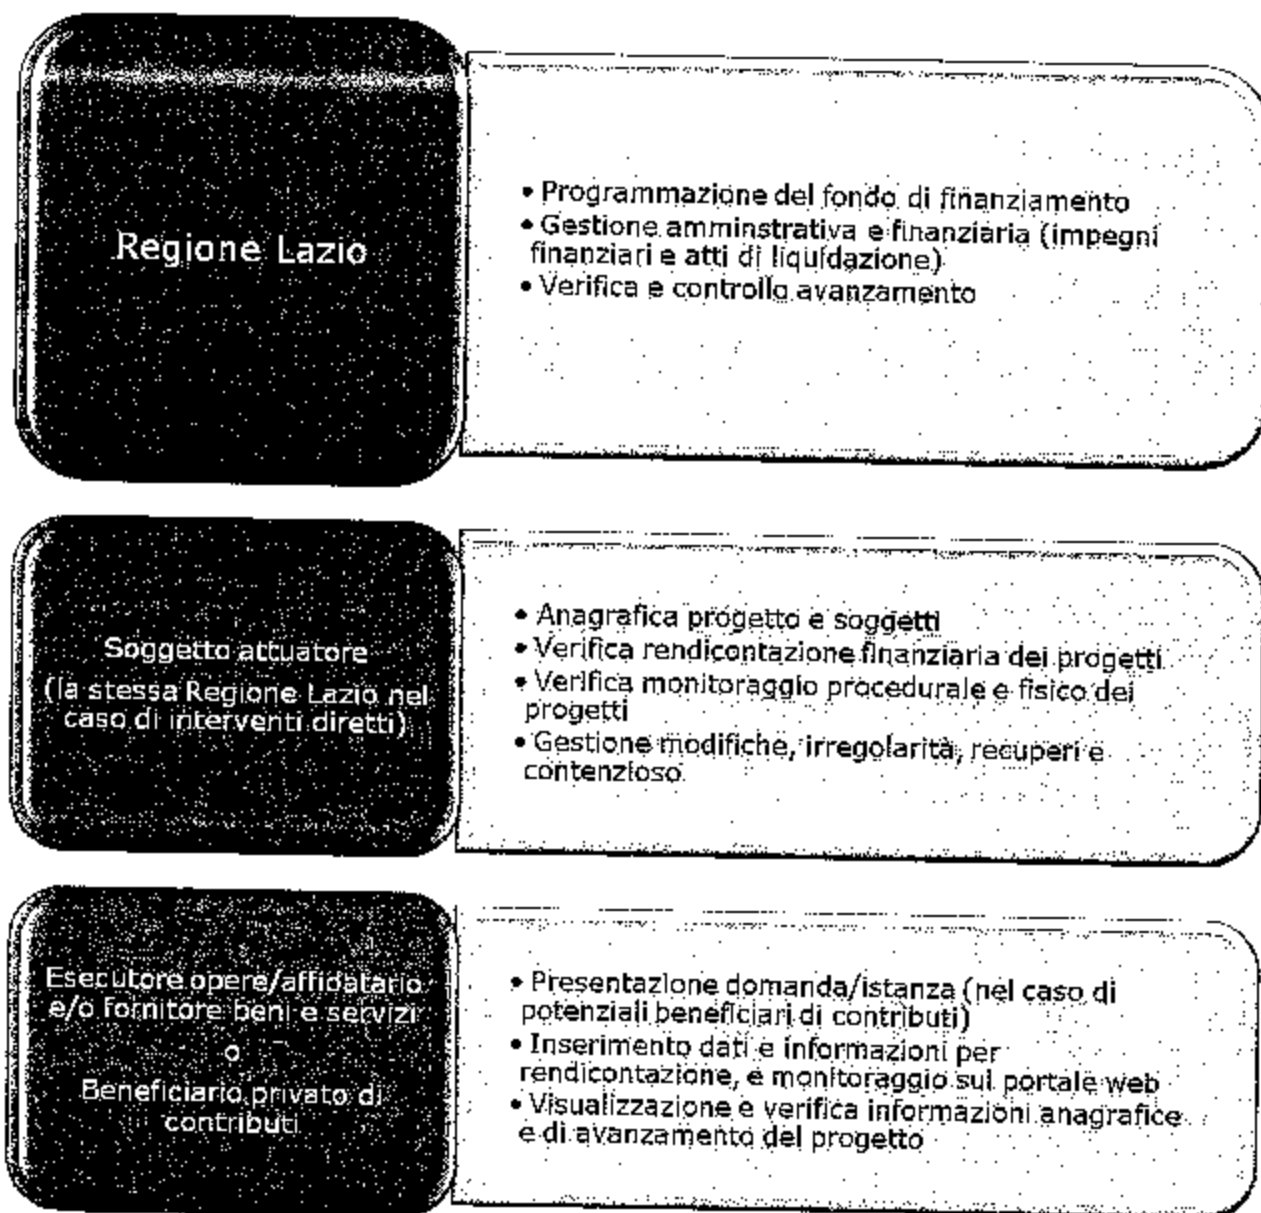 Regione Lazio
• Programmazione del fondo di finanziamento
• Gestione amminstrativa e finanziaria (impegni
finanziari e atti di liquidazione)
• Verifica e controllo avanzamento
Soggetto attuatore
(la stessa Regione Lazio nel
caso di interventi diretti)
• Anagrafica progetto e soggetti
• Verifica rendicontazione finanziaria dei progetti
• Verifica monitoraggio procedurale e fisico dei
progetti
• Gestione modifiche, irregolarità, recuperi e
contenzioso
Esecutore opere/affidatario
e/o fornitore beni e servizi
o
Beneficiario privato di
contributi
• Presentazione domanda/istanza (nel caso di
potenziali beneficiari di contributi)
• Inserimento dati e informazioni per
rendicontazione, e monitoraggio sul portale web
• Visualizzazione e verifica informazioni anagrafice
e di avanzamento del progetto